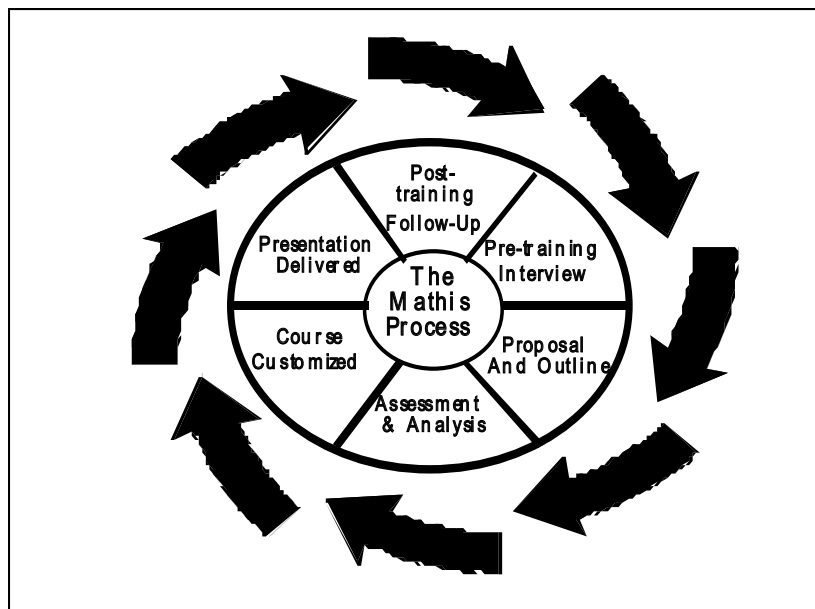 Post-
training
Follow-Up
Pre-training
Interview
Proposal
And Outline
Assessment
& Analysis
Course
Customized
Presentation
Delivered
The
Mathis
Process